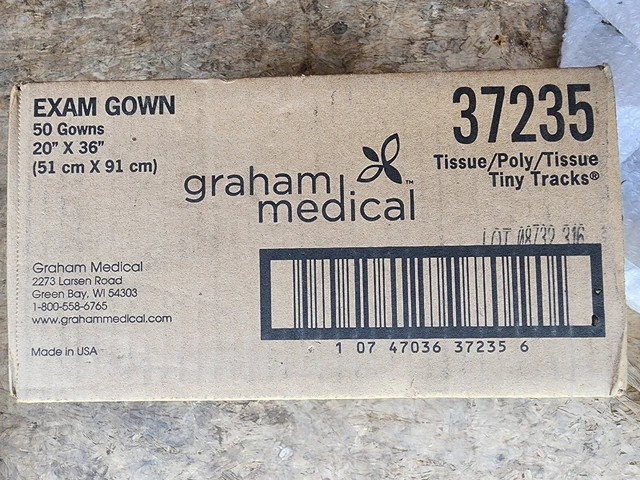 EXAM GOWN
50 Gowns
20" X 36"
(51 cm X 91 cm)
37235
Tissue/Poly/Tissue
Tiny Tracks®
graham
medical™
Graham Medical
2273 Larsen Road
Green Bay, WI 54303
1-800-558-6765
www.grahammedical.com
Made in USA
LOT
1 07 47036 37235 6